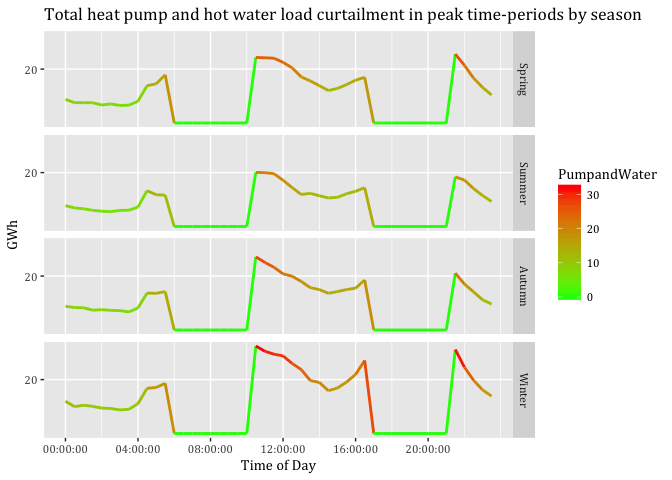 Total heat pump and hot water load curtailment in peak time-periods by season
20
Spring
20
Summer
20
Autumn
20
Winter
GWh
00:00:00 04:00:00 08:00:00 12:00:00 16:00:00 20:00:00
Time of Day
PumpandWater
30
20
10
0